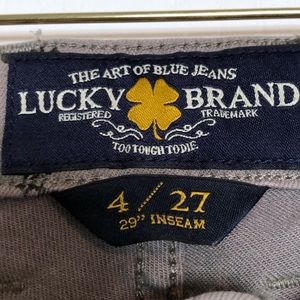 THE ART OF BLUE JEANS
LUCKY BRAND
REGISTERED TRADEMARK
TOO TOUGH TO DIE
4 / 27
29" INSEAM